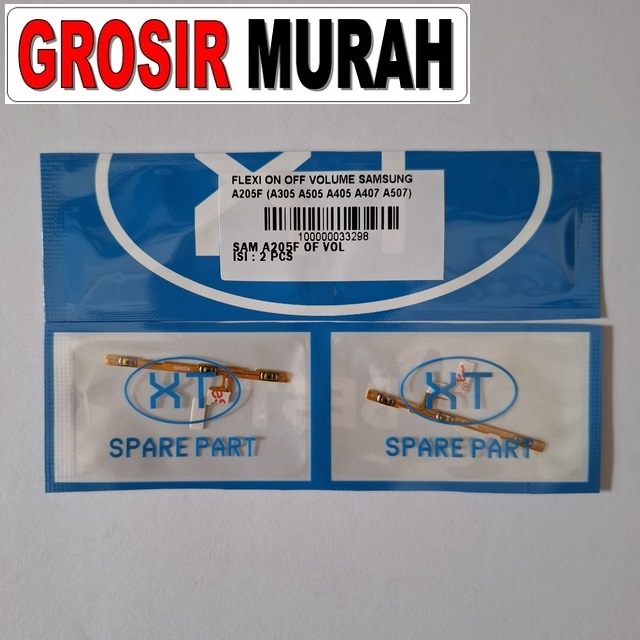 GROSIR MURAH
XT
FLEXI ON OFF VOLUME SAMSUNG
A205F (A305 A505 A405 A407 A507)
100000033298
SAM A205F OF VOL
ISI : 2 PCS
XT
SPARE PART
XT
SPARE PART